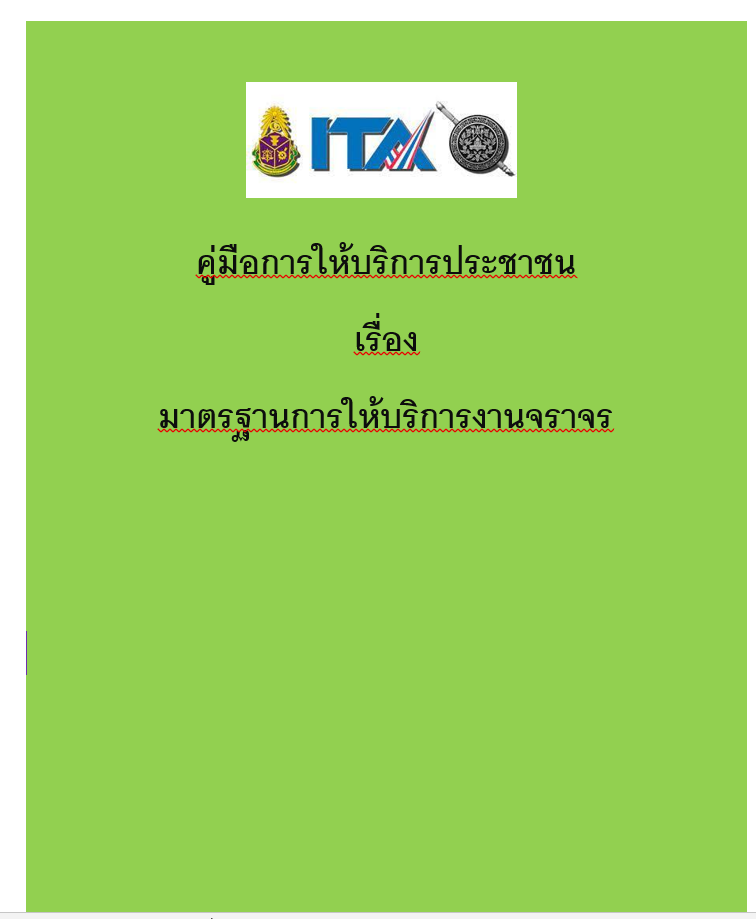 ITA
คู่มือการให้บริการประชาชน
เรื่อง
มาตรฐานการให้บริการงานจราจร